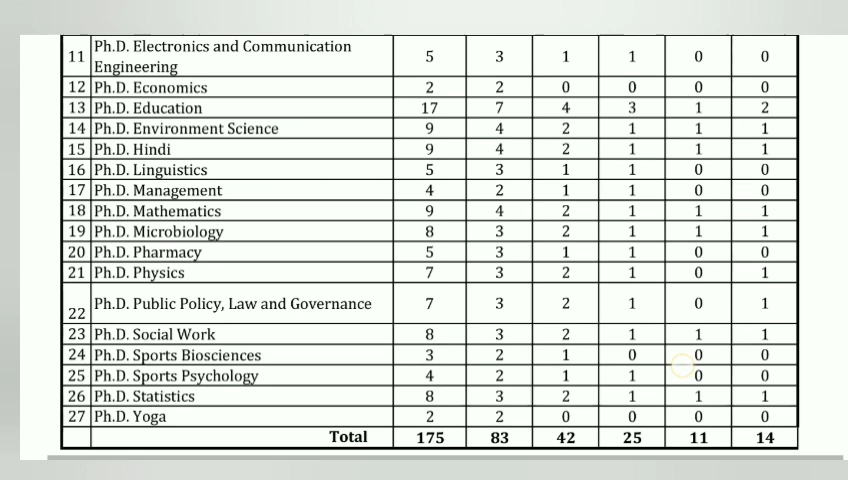 11 Ph.D. Electronics and Communication Engineering 5 3 1 1 0 0
12 Ph.D. Economics 2 2 0 0 0 0
13 Ph.D. Education 17 7 4 3 1 2
14 Ph.D. Environment Science 9 4 2 1 1 1
15 Ph.D. Hindi 9 4 2 1 1 1
16 Ph.D. Linguistics 5 3 1 1 0 0
17 Ph.D. Management 4 2 1 1 0 0
18 Ph.D. Mathematics 9 4 2 1 1 1
19 Ph.D. Microbiology 8 3 2 1 1 1
20 Ph.D. Pharmacy 5 3 1 1 0 0
21 Ph.D. Physics 7 3 2 1 0 1
22 Ph.D. Public Policy, Law and Governance 7 3 2 1 0 1
23 Ph.D. Social Work 8 3 2 1 1 1
24 Ph.D. Sports Biosciences 3 2 1 0 0 0
25 Ph.D. Sports Psychology 4 2 1 1 0 0
26 Ph.D. Statistics 8 3 2 1 1 1
27 Ph.D. Yoga 2 2 0 0 0 0
Total 175 83 42 25 11 14